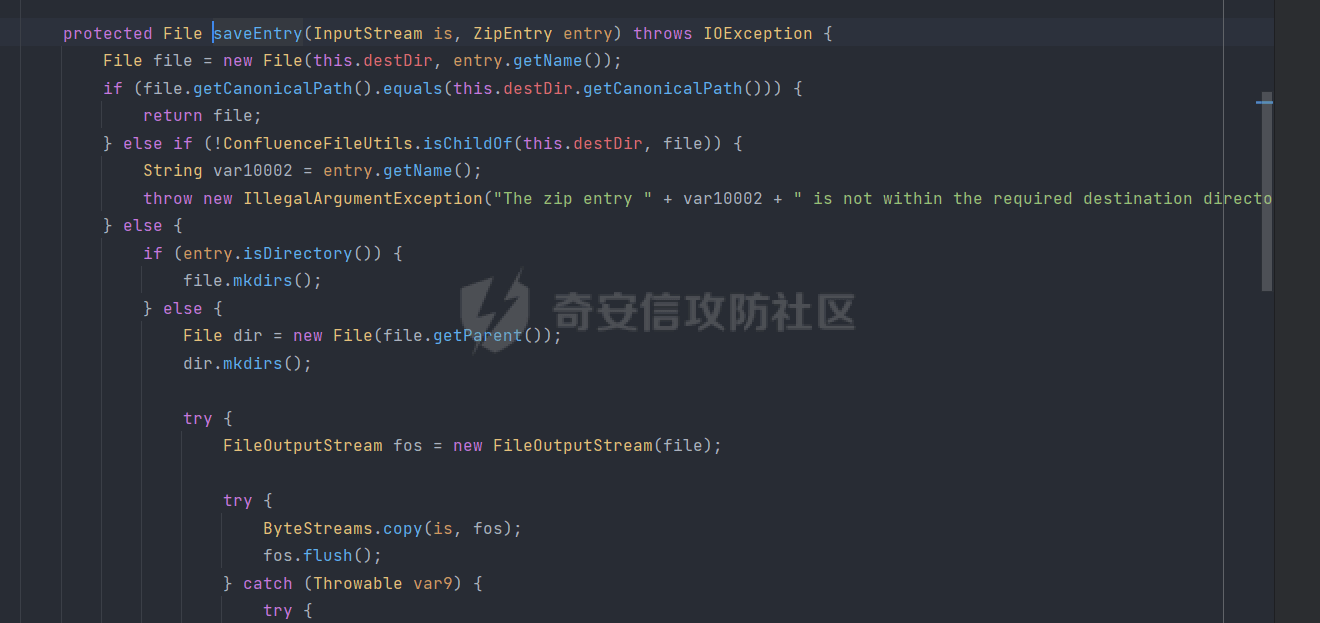 protected File saveEntry(InputStream is, ZipEntry entry) throws IOException {
File file = new File(this.destDir, entry.getName());
if (file.getCanonicalPath().equals(this.destDir.getCanonicalPath())) {
return file;
} else if (!ConfluenceFileUtils.isChildOf(this.destDir, file)) {
String var10002 = entry.getName();
throw new IllegalArgumentException("The zip entry " + var10002 + " is not within the required destination directo
} else {
if (entry.isDirectory()) {
file.mkdirs();
} else {
奇安信攻防社区
File dir = new File(file.getParent());
dir.mkdirs();
try {
FileOutputStream fos = new FileOutputStream(file);
try {
ByteStreams.copy(is, fos);
fos.flush();
} catch (Throwable var9) {
try {